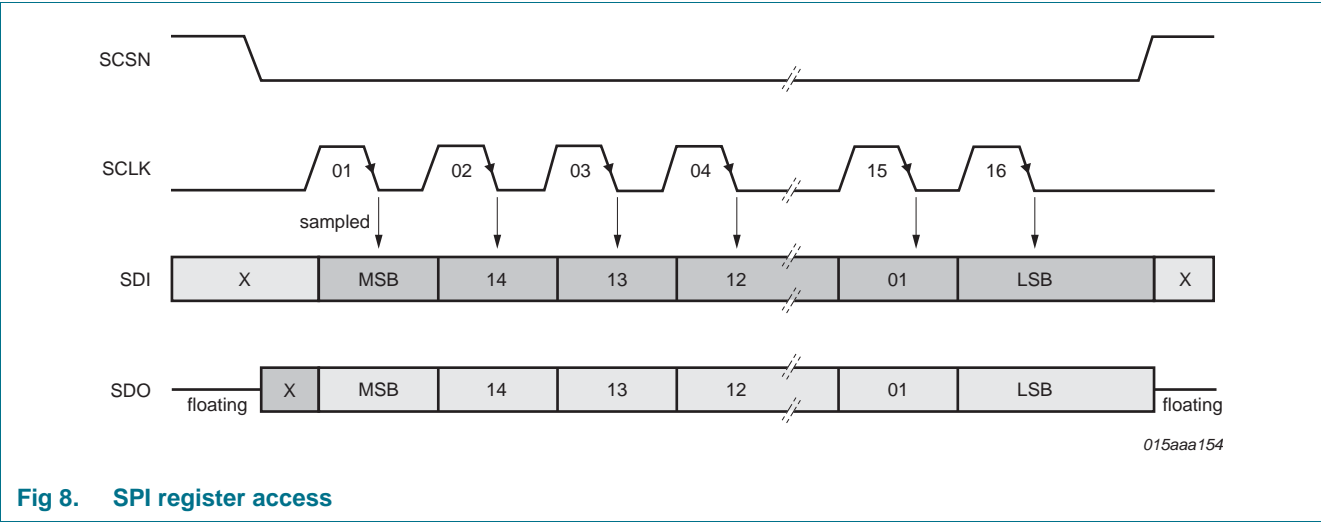 SCSN
SCLK 01 02 03 04 15 16
sampled
SDI X MSB 14 13 12 01 LSB X
SDO floating X MSB 14 13 12 01 LSB floating
015aaa154
Fig 8. SPI register access